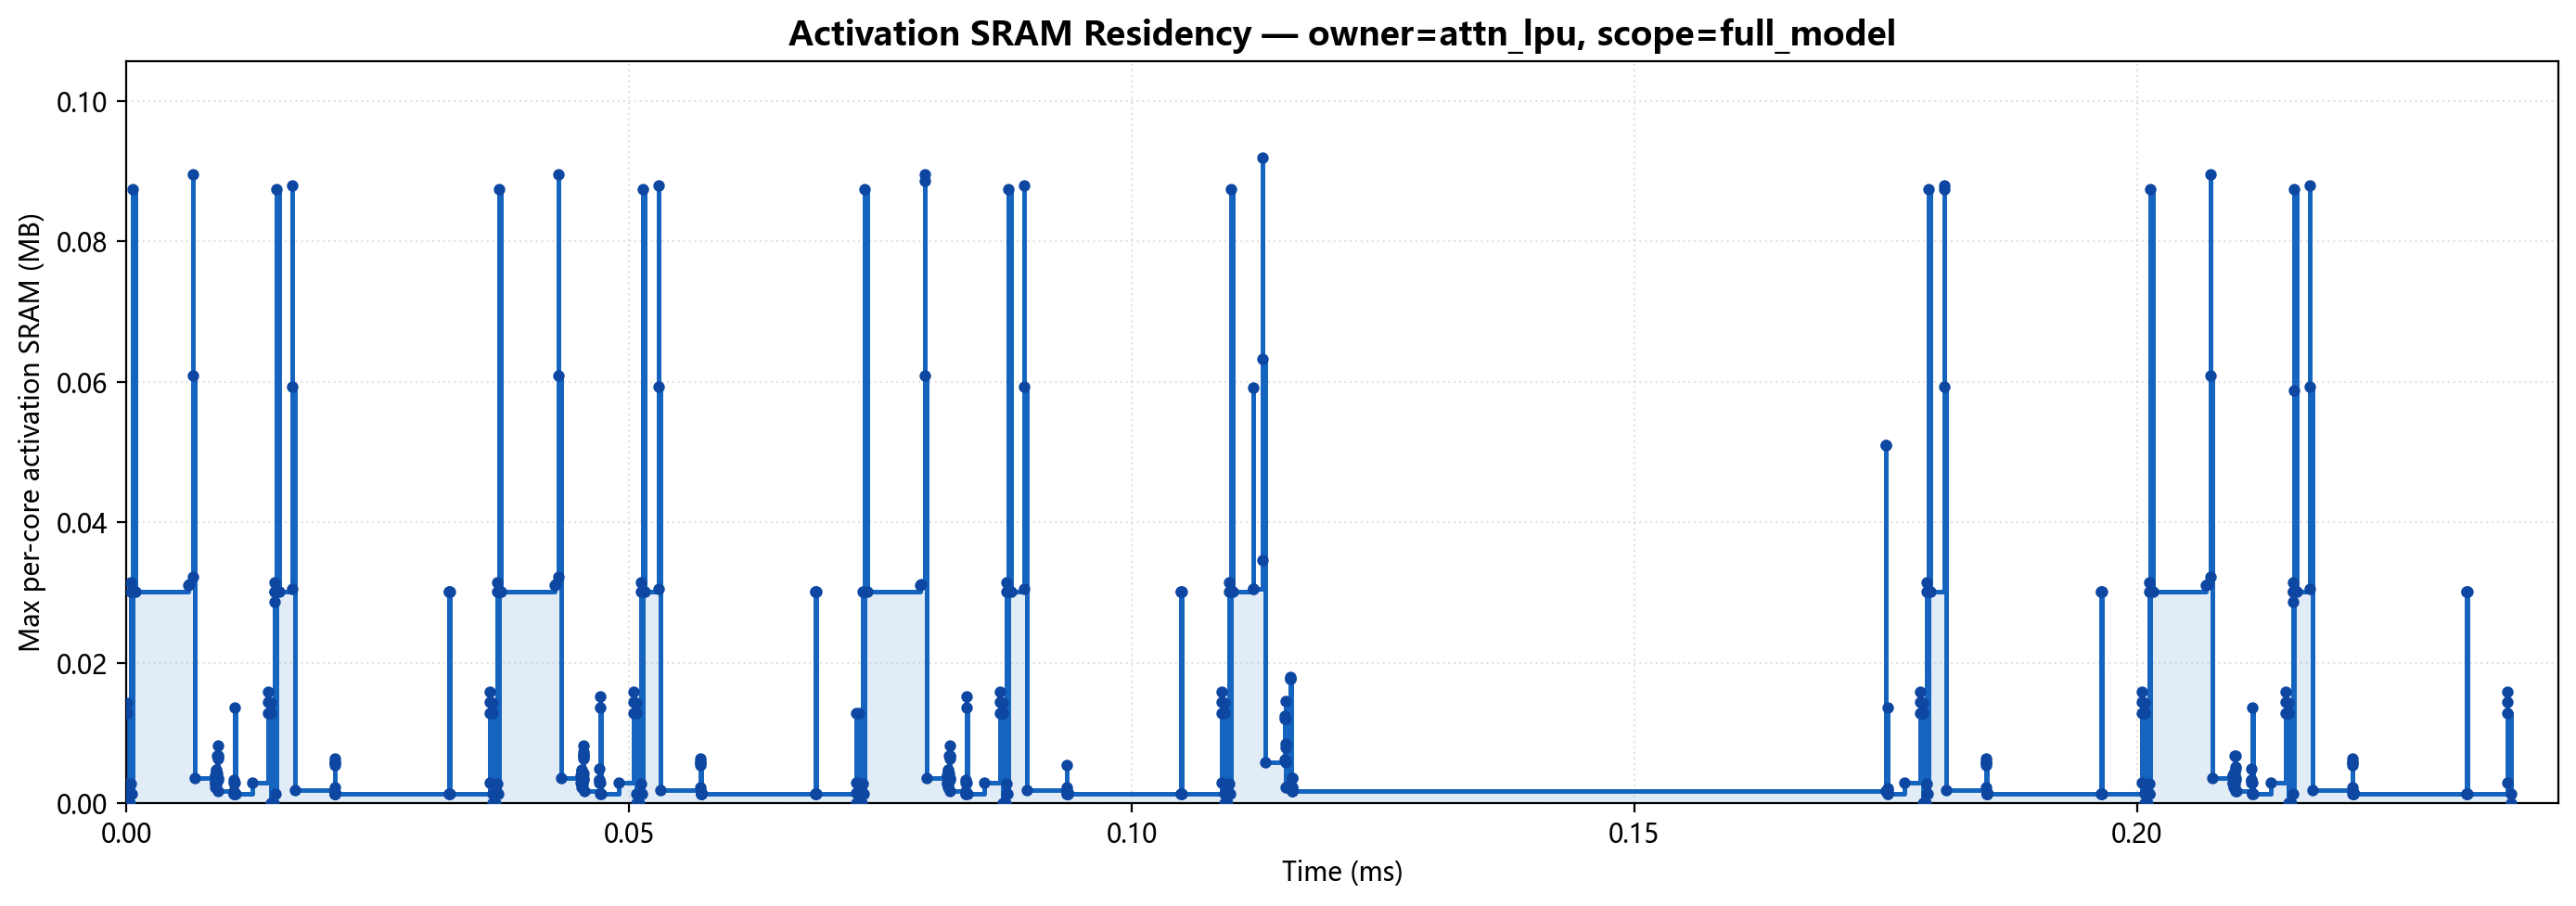 Activation SRAM Residency — owner=attn_lpu, scope=full_model
Max per-core activation SRAM (MB)
0.10
0.08
0.06
0.04
0.02
0.00
0.00 0.05 0.10 0.15 0.20
Time (ms)